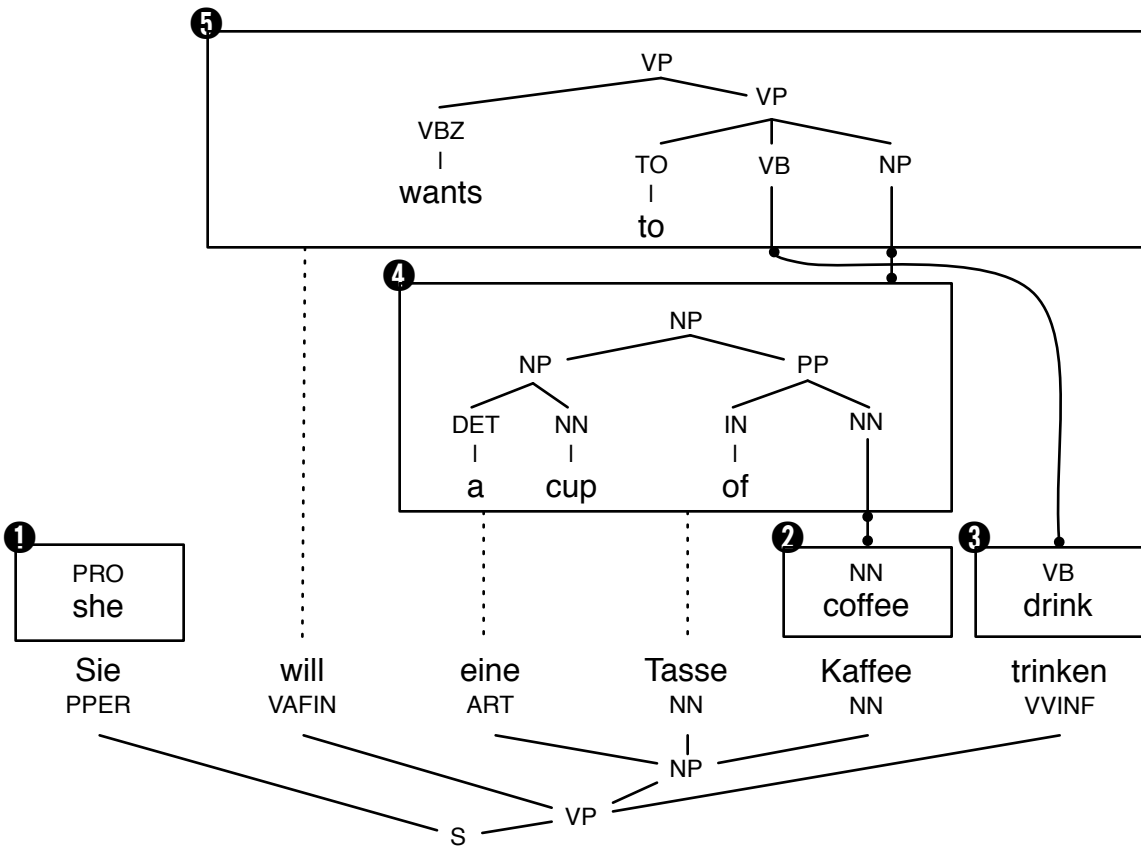 5
VP
VP
VBZ
TO VB NP
wants
to
4
NP
NP PP
DET NN IN NN
a cup of
1 2 3
PRO NN VB
she coffee drink
Sie will eine Tasse Kaffee trinken
PPER VAFIN ART NN NN VVINF
NP
VP
S